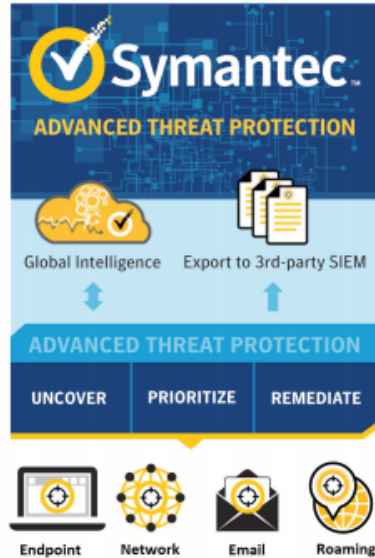 Symantec™
ADVANCED THREAT PROTECTION
Global Intelligence
Export to 3rd-party SIEM
ADVANCED THREAT PROTECTION
UNCOVER
PRIORITIZE
REMEDIATE
Endpoint
Network
Email
Roaming